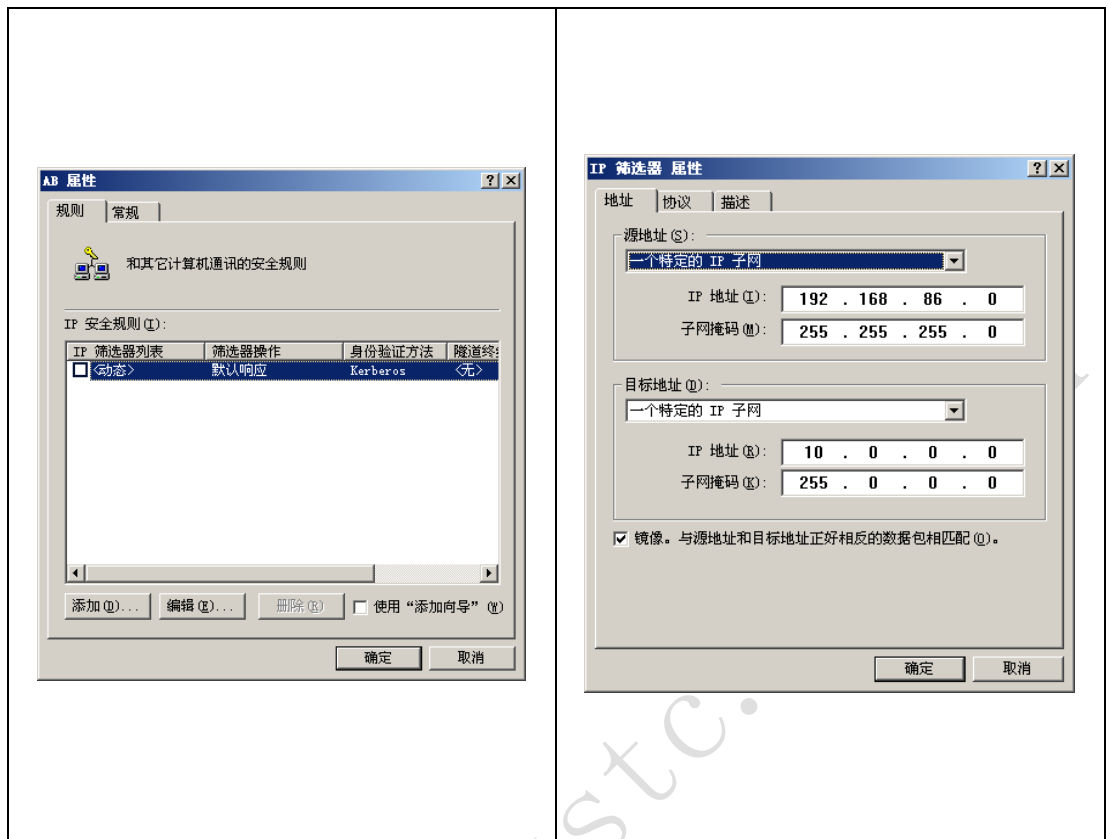 AB 属性
规则 常规
和其它计算机通讯的安全规则
IP 安全规则(I):
IP 筛选器列表 筛选器操作 身份验证方法 隧道终
<动态> 默认响应 Kerberos <无>
添加(D)... 编辑(E)... 删除(R) 使用“添加向导”(W)
确定 取消
IP 筛选器 属性
地址 协议 描述
源地址(S):
一个特定的 IP 子网
IP 地址(I): 192 . 168 . 86 . 0
子网掩码(M): 255 . 255 . 255 . 0
目标地址(D):
一个特定的 IP 子网
IP 地址(R): 10 . 0 . 0 . 0
子网掩码(K): 255 . 0 . 0 . 0
镜像。与源地址和目标地址正好相反的数据包相匹配(O)。
确定 取消
stc.